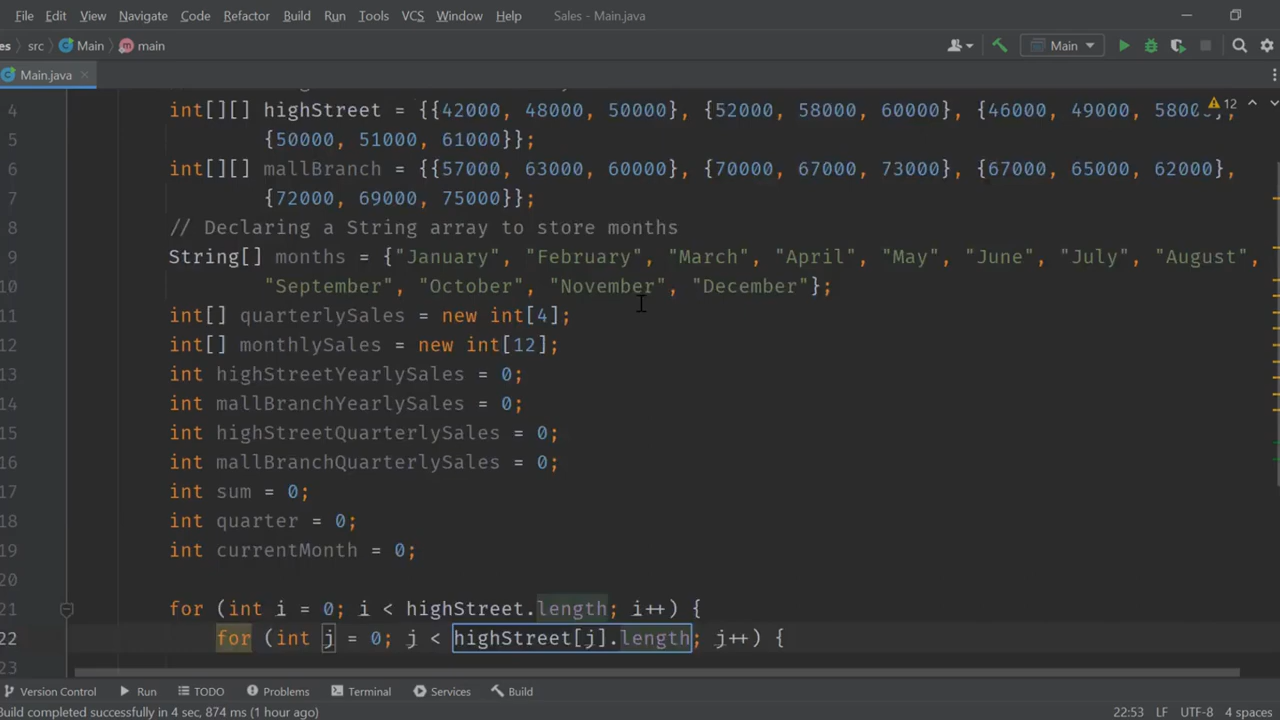 File Edit View Navigate Code Refactor Build Run Tools VCS Window Help Sales - Main.java
es src Main main Main
Main.java
4 int[][] highStreet = {{42000, 48000, 50000}, {52000, 58000, 60000}, {46000, 49000, 58000},
12
5 {50000, 51000, 61000}};
6 int[][] mallBranch = {{57000, 63000, 60000}, {70000, 67000, 73000}, {67000, 65000, 62000},
7 {72000, 69000, 75000}};
8 // Declaring a String array to store months
9 String[] months = {"January", "February", "March", "April", "May", "June", "July", "August",
10 "September", "October", "November", "December"};
11 int[] quarterlySales = new int[4];
12 int[] monthlySales = new int[12];
13 int highStreetYearlySales = 0;
14 int mallBranchYearlySales = 0;
15 int highStreetQuarterlySales = 0;
16 int mallBranchQuarterlySales = 0;
17 int sum = 0;
18 int quarter = 0;
19 int currentMonth = 0;
20
21 for (int i = 0; i < highStreet.length; i++) {
22 for (int j = 0; j < highStreet[j].length; j++) {
23
Version Control Run TODO Problems Terminal Services Build
Build completed successfully in 4 sec, 874 ms (1 hour ago) 22:53 LF UTF-8 4 spaces